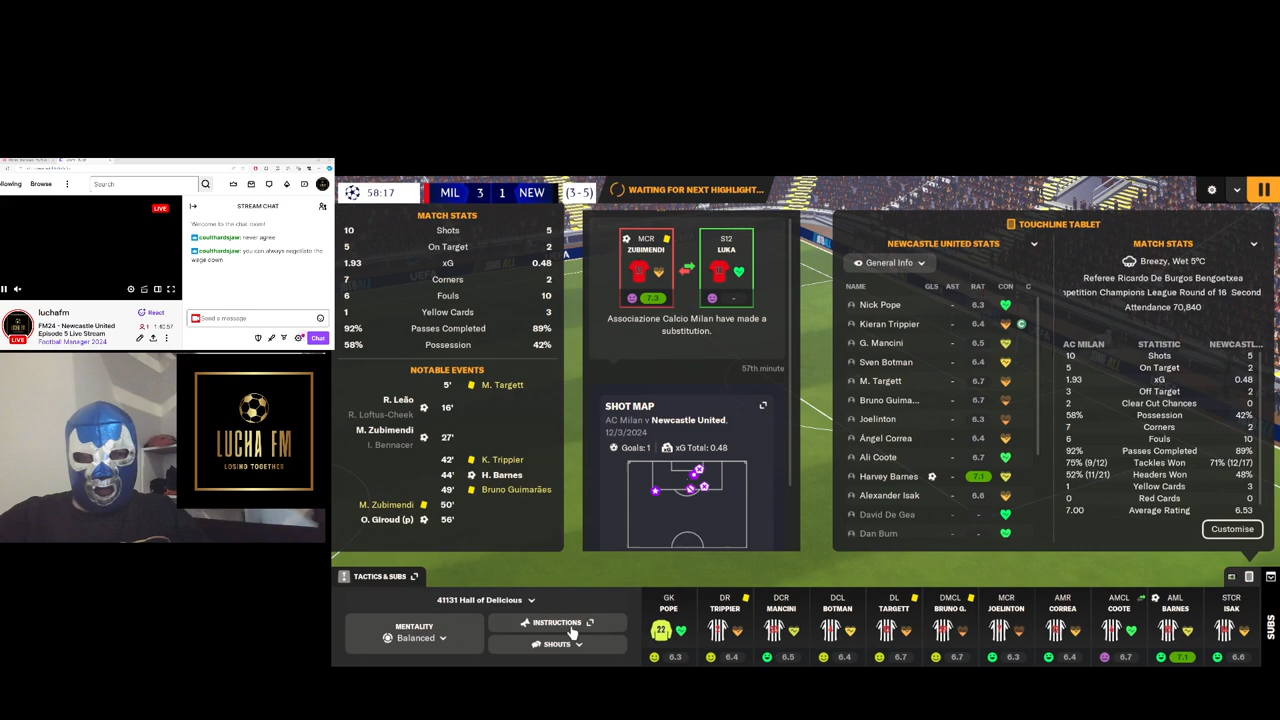 llowing
Browse
Search
LIVE
STREAM CHAT
Welcome to the chat room!
coulthardsjaw: never agree
coulthardsjaw: you can always negotiate the
wage down
luchafm
React
LIVE
FM24 - Newcastle United
Episode 5 Live Stream
Football Manager 2024
1
1:40:57
Send a message
Chat
LUCHA FM
LOSING TOGETHER
58:17
MIL 3 1 NEW (3-5)
WAITING FOR NEXT HIGHLIGHT...
MATCH STATS
10 Shots 5
5 On Target 2
1.93 xG 0.48
7 Corners 2
6 Fouls 10
1 Yellow Cards 3
92% Passes Completed 89%
58% Possession 42%
NOTABLE EVENTS
5' M. Targett
R. Leão 16'
R. Loftus-Cheek
M. Zubimendi 27'
I. Bennacer
42' K. Trippier
44' H. Barnes
49' Bruno Guimarães
M. Zubimendi 50'
O. Giroud (p) 56'
MCR
ZUBIMENDI
7.3
S12
LUKA
-
Associazione Calcio Milan have made a
substitution.
57th minute
SHOT MAP
AC Milan v Newcastle United,
12/3/2024
Goals: 1 xG Total: 0.48
TOUCHLINE TABLET
NEWCASTLE UNITED STATS
General Info
NAME GLS AST RAT CON C
Nick Pope - - 6.3
Kieran Trippier - - 6.4 C
G. Mancini - - 6.5
Sven Botman - - 6.4
M. Targett - - 6.7
Bruno Guima... - - 6.7
Joelinton - - 6.3
Ángel Correa - - 6.4
Ali Coote - - 6.7
Harvey Barnes - 7.1
Alexander Isak - - 6.6
David De Gea - - -
Dan Burn - - -
MATCH STATS
Breezy, Wet 5°C
Referee Ricardo De Burgos Bengoetxea
petition Champions League Round of 16 Second
Attendance 70,840
AC MILAN STATISTIC NEWCASTL...
10 Shots 5
5 On Target 2
1.93 xG 0.48
3 Off Target 2
2 Clear Cut Chances 0
58% Possession 42%
7 Corners 2
6 Fouls 10
92% Passes Completed 89%
75% (9/12) Tackles Won 71% (12/17)
52% (11/21) Headers Won 48%
1 Yellow Cards 3
0 Red Cards 0
7.00 Average Rating 6.53
Customise
TACTICS & SUBS
41131 Hall of Delicious
MENTALITY
Balanced
INSTRUCTIONS
SHOUTS
GK DR DCR DCL DL DMCL MCR AMR AMCL AML STCR
POPE TRIPPIER MANCINI BOTMAN TARGETT BRUNO G. JOELINTON CORREA COOTE BARNES ISAK
22
6.3 6.4 6.5 6.4 6.7 6.7 6.3 6.4 6.7 7.1 6.6
SUBS